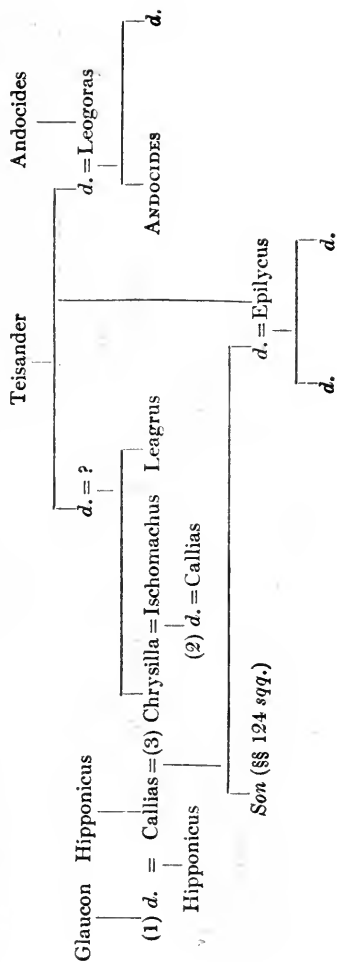 Teisander Andocides
Glaucon Hipponicus d. = ? d. = Leogoras
(1) d. = Callias = (3) Chrysilla = Ischomachus Leagrus ANDOCIDES d.
Hipponicus (2) d. = Callias
Son (§§ 124 sqq.) d. = Epilycus
d. d.